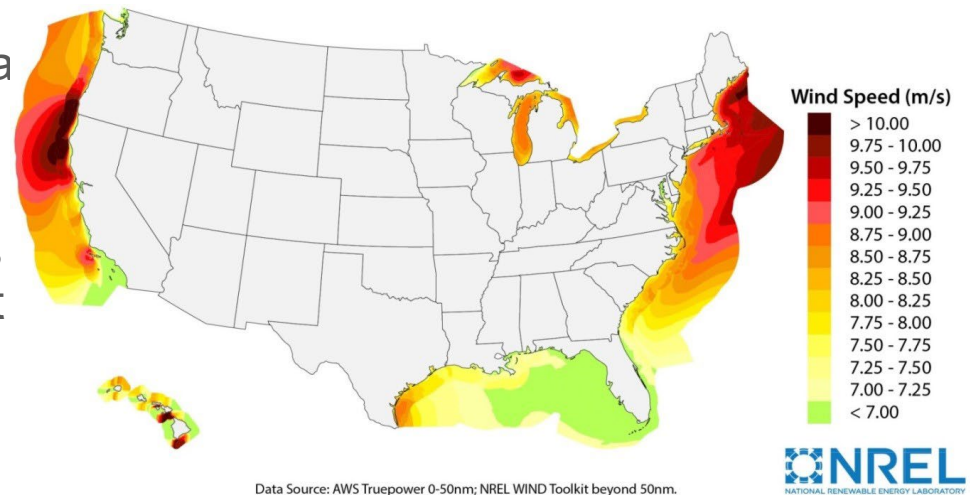 a
Wind Speed (m/s)
> 10.00
9.75 - 10.00
9.50 - 9.75
9.25 - 9.50
9.00 - 9.25
8.75 - 9.00
8.50 - 8.75
8.25 - 8.50
8.00 - 8.25
7.75 - 8.00
7.50 - 7.75
7.25 - 7.50
7.00 - 7.25
< 7.00
NREL
NATIONAL RENEWABLE ENERGY LABORATORY
Data Source: AWS Truepower 0-50nm; NREL WIND Toolkit beyond 50nm.